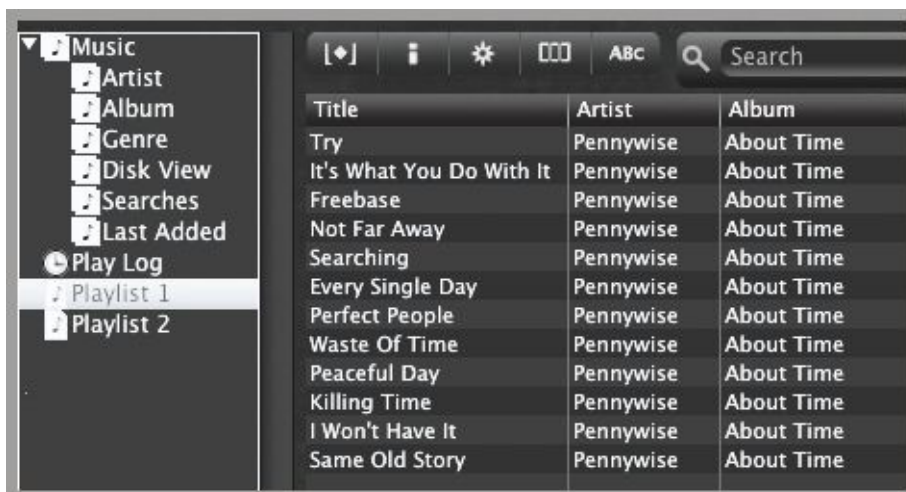 Music
Artist
Album
Genre
Disk View
Searches
Last Added
Play Log
Playlist 1
Playlist 2
ABC Search
Title Artist Album
Try Pennywise About Time
It's What You Do With It Pennywise About Time
Freebase Pennywise About Time
Not Far Away Pennywise About Time
Searching Pennywise About Time
Every Single Day Pennywise About Time
Perfect People Pennywise About Time
Waste Of Time Pennywise About Time
Peaceful Day Pennywise About Time
Killing Time Pennywise About Time
I Won't Have It Pennywise About Time
Same Old Story Pennywise About Time